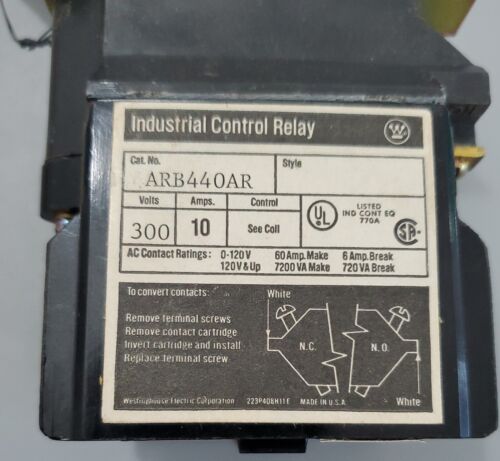 Industrial Control Relay
W
Cat. No. Style
ARB440AR
Volts Amps. Control
300 10 See Coil
UL LISTED
IND CONT EQ
770A
SA
AC Contact Ratings: 0-120V 60 Amp. Make 6 Amp. Break
120V & Up 7200 VA Make 720 VA Break
To convert contacts:
Remove terminal screws
Remove contact cartridge
Invert cartridge and install
Replace terminal screw
White
N.C. N.O.
White
Westinghouse Electric Corporation 223P408H11E MADE IN U.S.A.